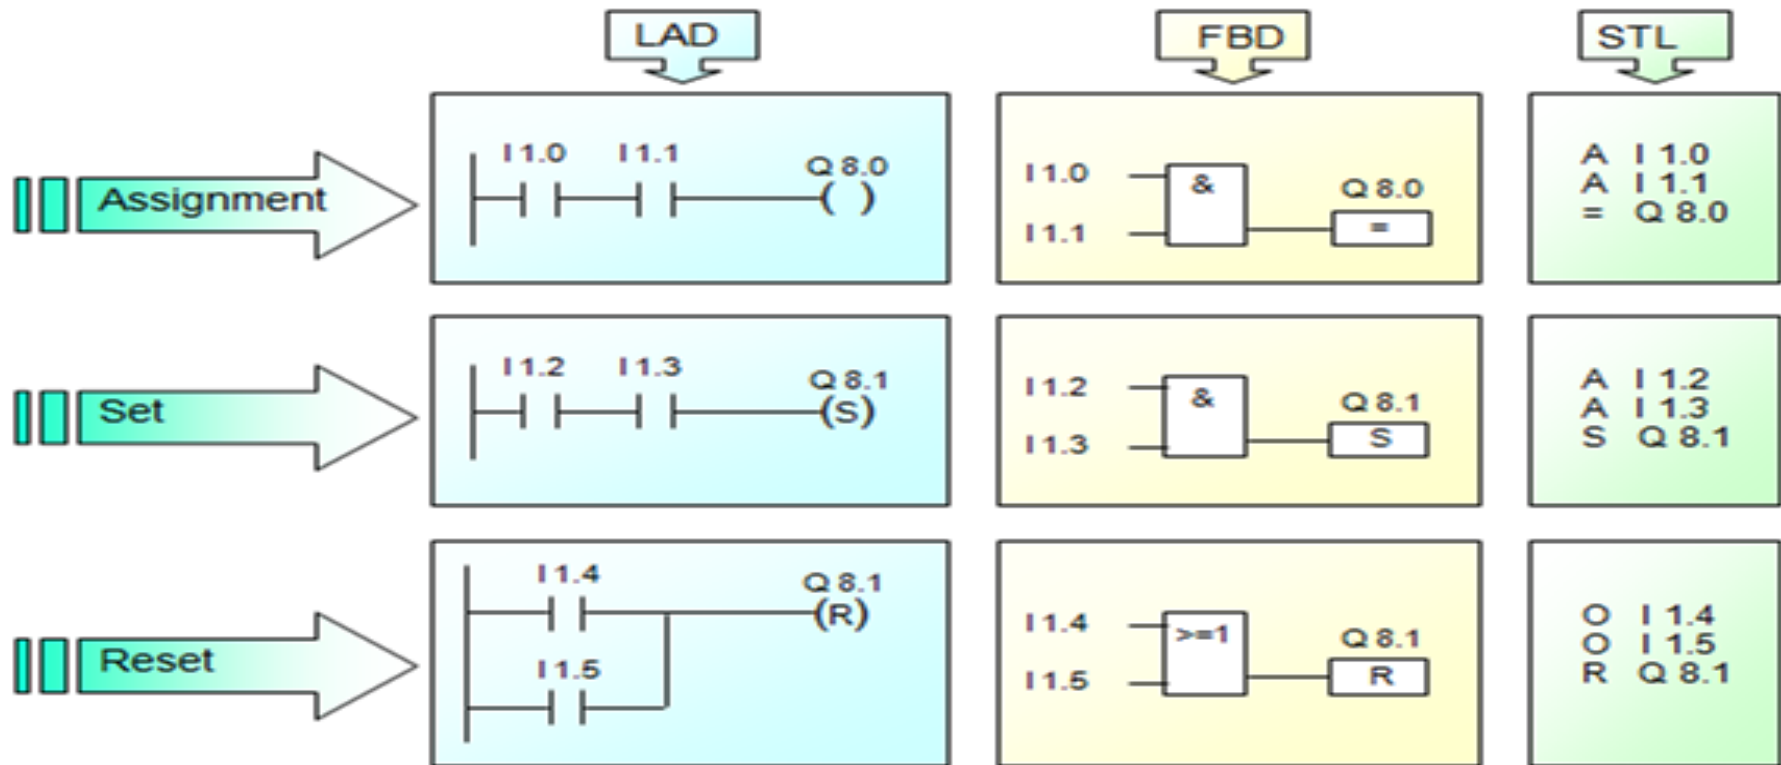 LAD
FBD
STL
Assignment
I 1.0 I 1.1 Q 8.0
( )
I 1.0
I 1.1
&
Q 8.0
=
A I 1.0
A I 1.1
= Q 8.0
Set
I 1.2 I 1.3 Q 8.1
(S)
I 1.2
I 1.3
&
Q 8.1
S
A I 1.2
A I 1.3
S Q 8.1
Reset
I 1.4 Q 8.1
(R)
I 1.5
I 1.4
I 1.5
>=1
Q 8.1
R
O I 1.4
O I 1.5
R Q 8.1